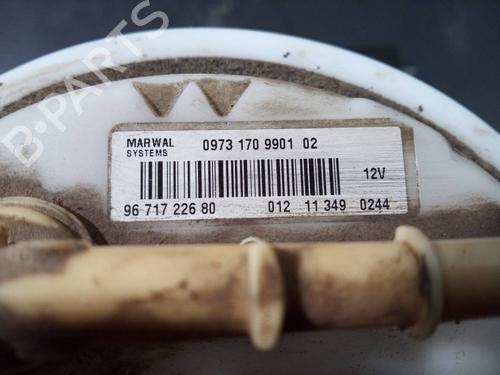 B-PARTS
MARWAL
SYSTEMS
0973 170 9901 02
12V
96 717 226 80
012 11 349 0244